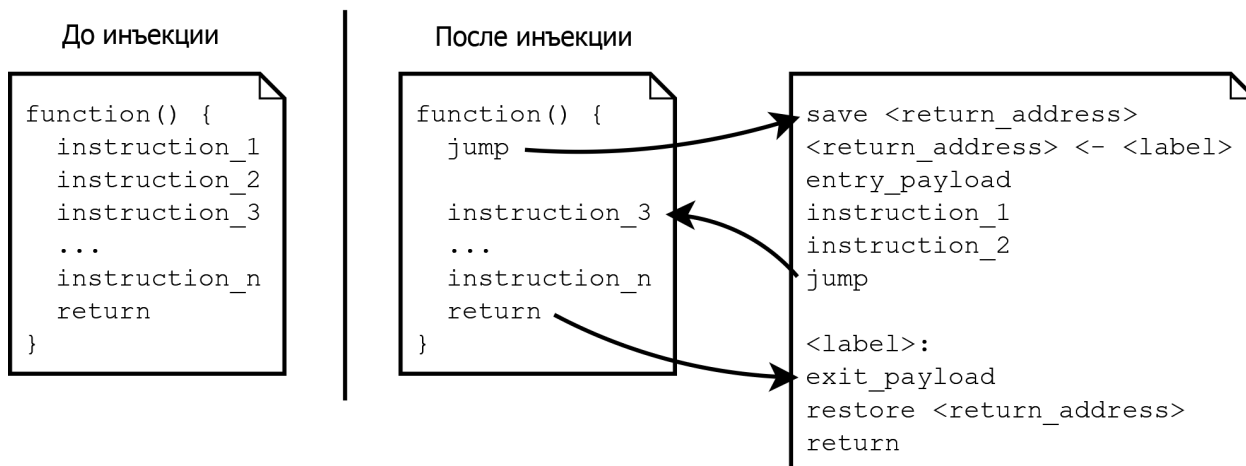 До инъекции
function() {
instruction_1
instruction_2
instruction_3
...
instruction_n
return
}
После инъекции
function() {
jump
instruction_3
...
instruction_n
return
}
save <return_address>
<return_address> <- <label>
entry_payload
instruction_1
instruction_2
jump
<label>:
exit_payload
restore <return_address>
return